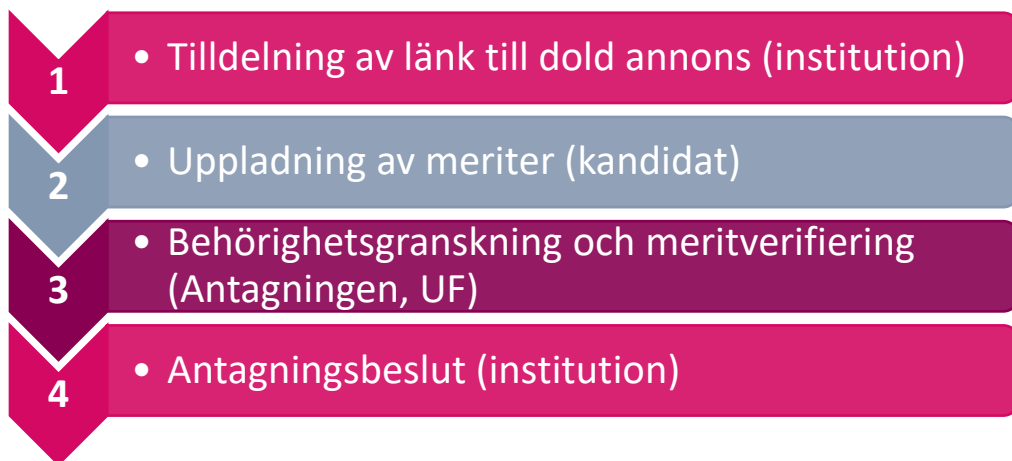 1
• Tilldelning av länk till dold annons (institution)
2
• Uppladning av meriter (kandidat)
3
• Behörighetsgranskning och meritverifiering
(Antagningen, UF)
4
• Antagningsbeslut (institution)